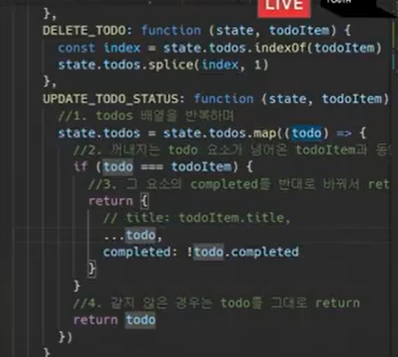 LIVE
},
DELETE_TODO: function (state, todoItem) {
const index = state.todos.indexOf(todoItem)
state.todos.splice(index, 1)
},
UPDATE_TODO_STATUS: function (state, todoItem)
//1. todos 배열을 반복하며
state.todos = state.todos.map((todo) => {
//2. 꺼내지는 todo 요소가 넘어온 todoItem과
if (todo === todoItem) {
//3. 그 요소의 completed를 반대로 바꿔서 ret
return {
// title: todoItem.title,
...todo,
completed: !todo.completed
}
}
//4. 같지 않은 경우는 todo를 그대로 return
return todo
})
},